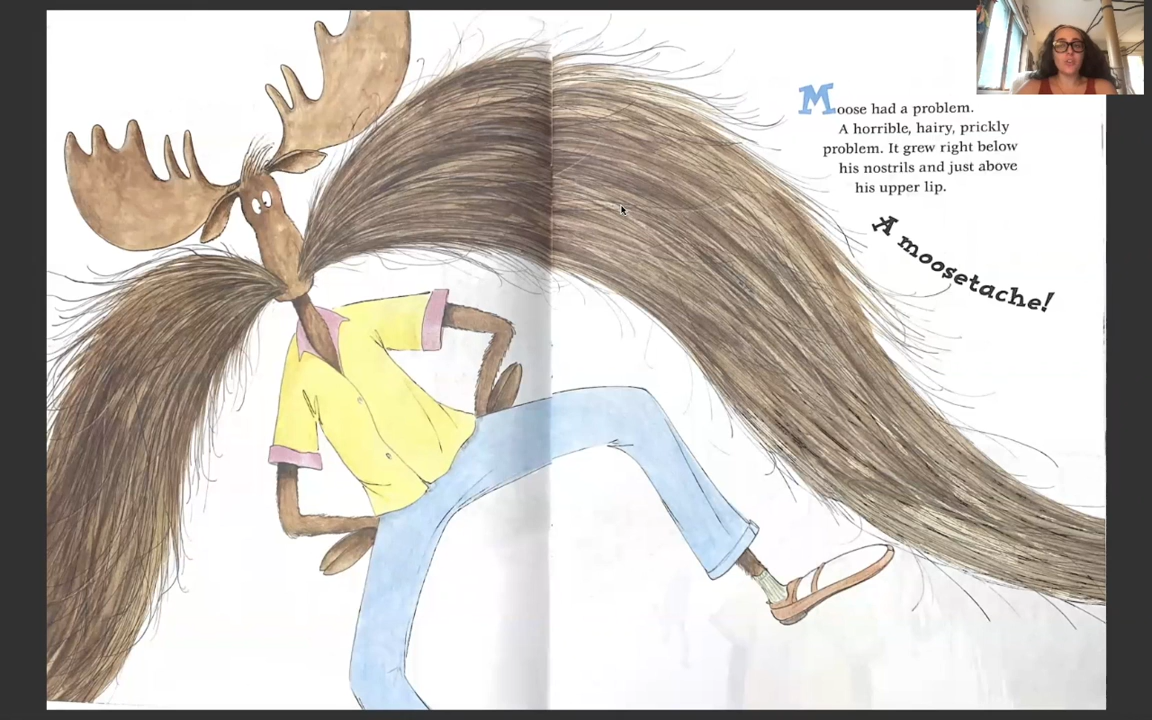 Moose had a problem.
A horrible, hairy, prickly
problem. It grew right below
his nostrils and just above
his upper lip.
A moosetache!